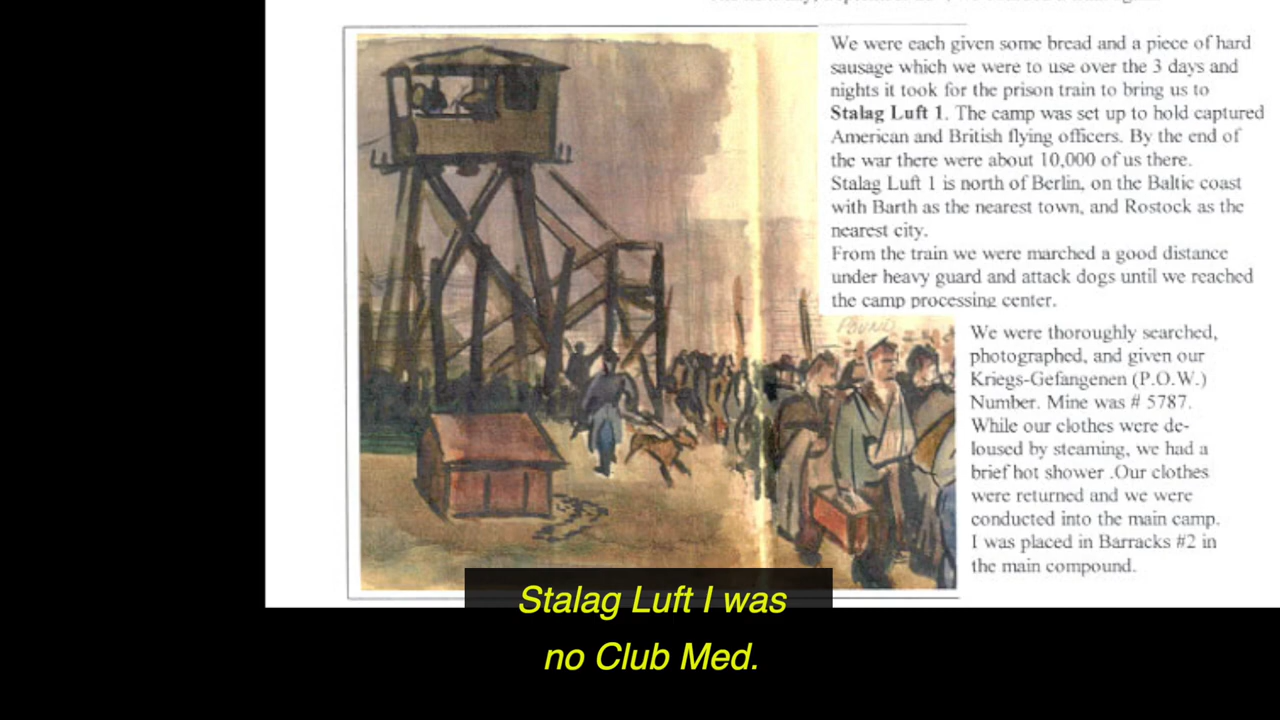 We were each given some bread and a piece of hard
sausage which we were to use over the 3 days and
nights it took for the prison train to bring us to
Stalag Luft 1. The camp was set up to hold captured
American and British flying officers. By the end of
the war there were about 10,000 of us there.
Stalag Luft 1 is north of Berlin, on the Baltic coast
with Barth as the nearest town, and Rostock as the
nearest city.
From the train we were marched a good distance
under heavy guard and attack dogs until we reached
the camp processing center.
POUND
We were thoroughly searched,
photographed, and given our
Kriegs-Gefangenen (P.O.W.)
Number. Mine was # 5787.
While our clothes were de-
loused by steaming, we had a
brief hot shower .Our clothes
were returned and we were
conducted into the main camp.
I was placed in Barracks #2 in
the main compound.
Stalag Luft I was
no Club Med.